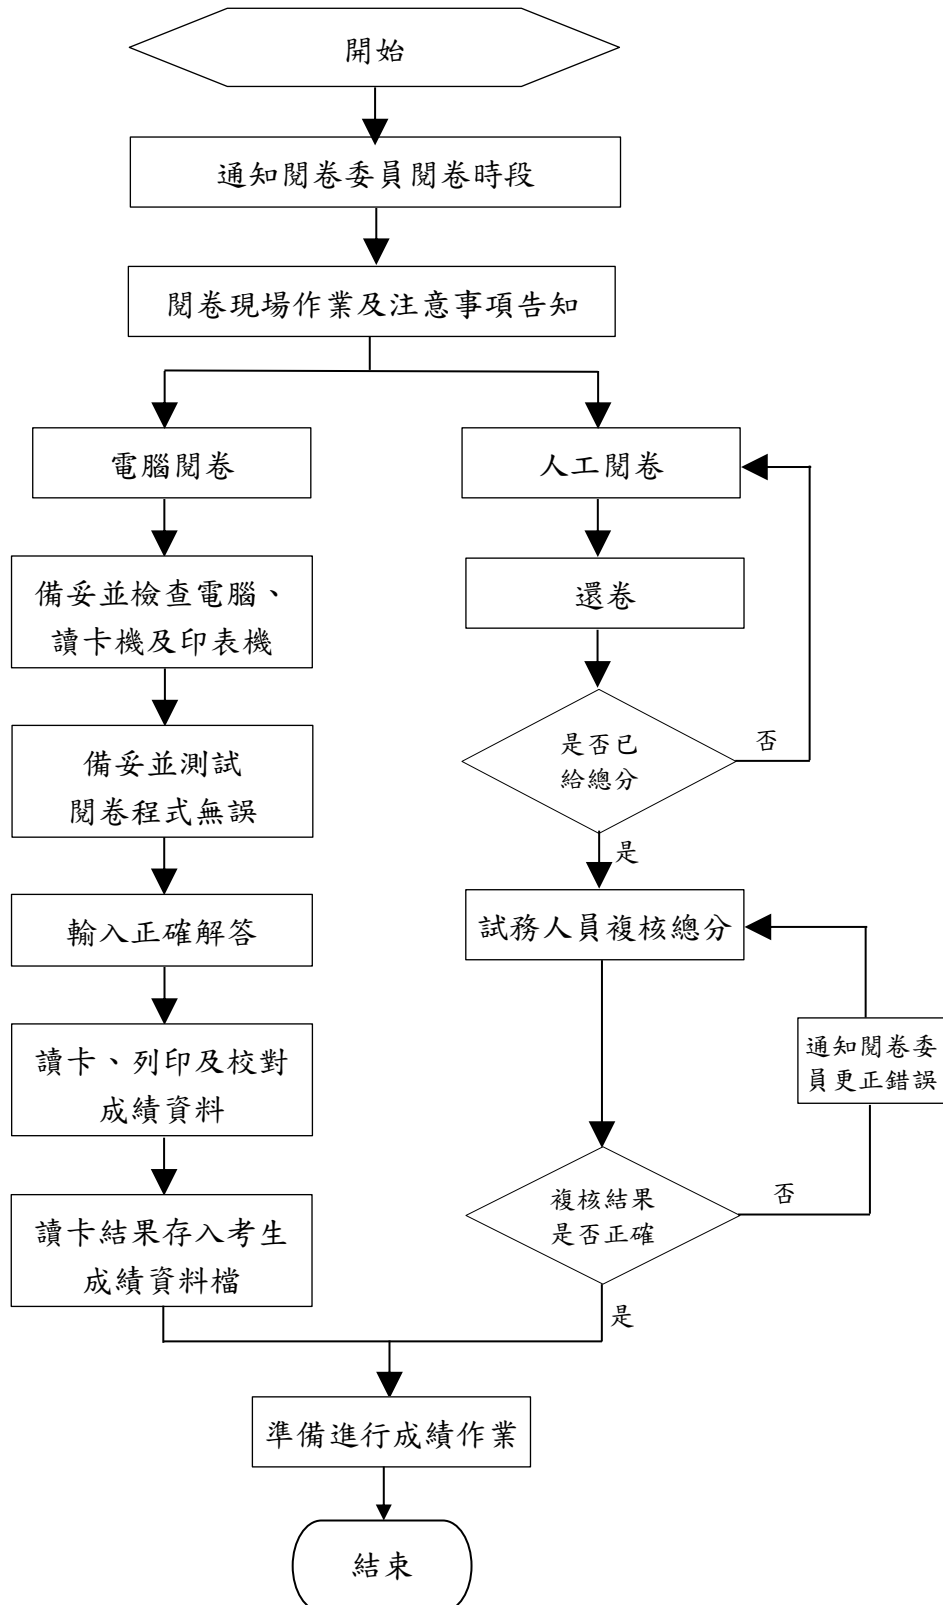 開始
通知閱卷委員閱卷時段
閱卷現場作業及注意事項告知
電腦閱卷
備妥並檢查電腦、
讀卡機及印表機
備妥並測試
閱卷程式無誤
輸入正確解答
讀卡、列印及校對
成績資料
讀卡結果存入考生
成績資料檔
人工閱卷
還卷
是否已
給總分
否
是
試務人員複核總分
通知閱卷委
員更正錯誤
複核結果
是否正確
否
是
準備進行成績作業
結束